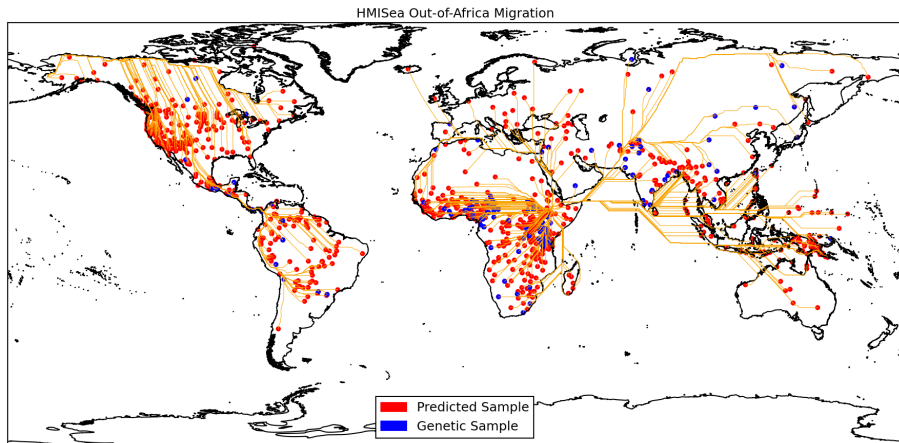 HMISea Out-of-Africa Migration
Predicted Sample
Genetic Sample